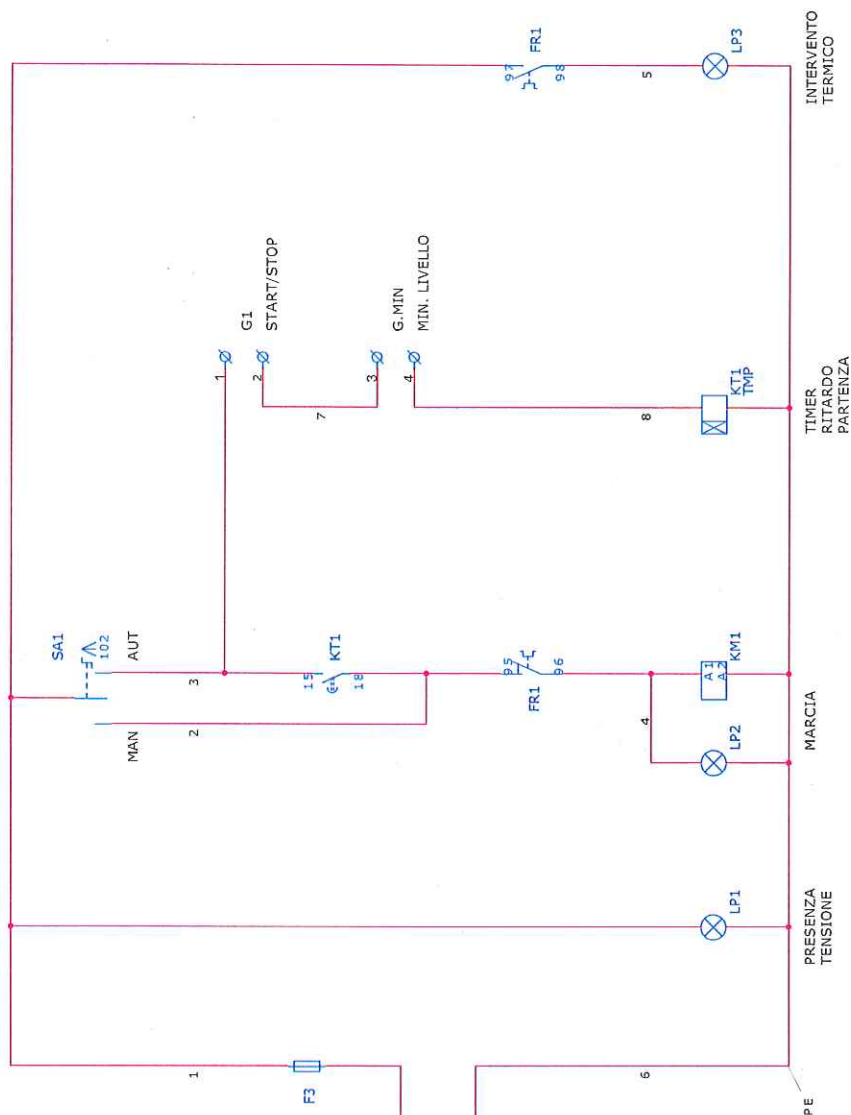 SA1
102
AUT
MAN
3
2
1
F3
6
PE
1
2
G1
START/STOP
3
4
G.MIN
MIN. LIVELLO
7
8
15
18
KT1
95
96
FR1
4
LP2
A1
A2
KM1
KT1
TMP
97
98
FR1
5
LP3
LP1
PRESENZA
TENSIONE
MARCIA
TIMER
RITARDO
PARTENZA
INTERVENTO
TERMICO